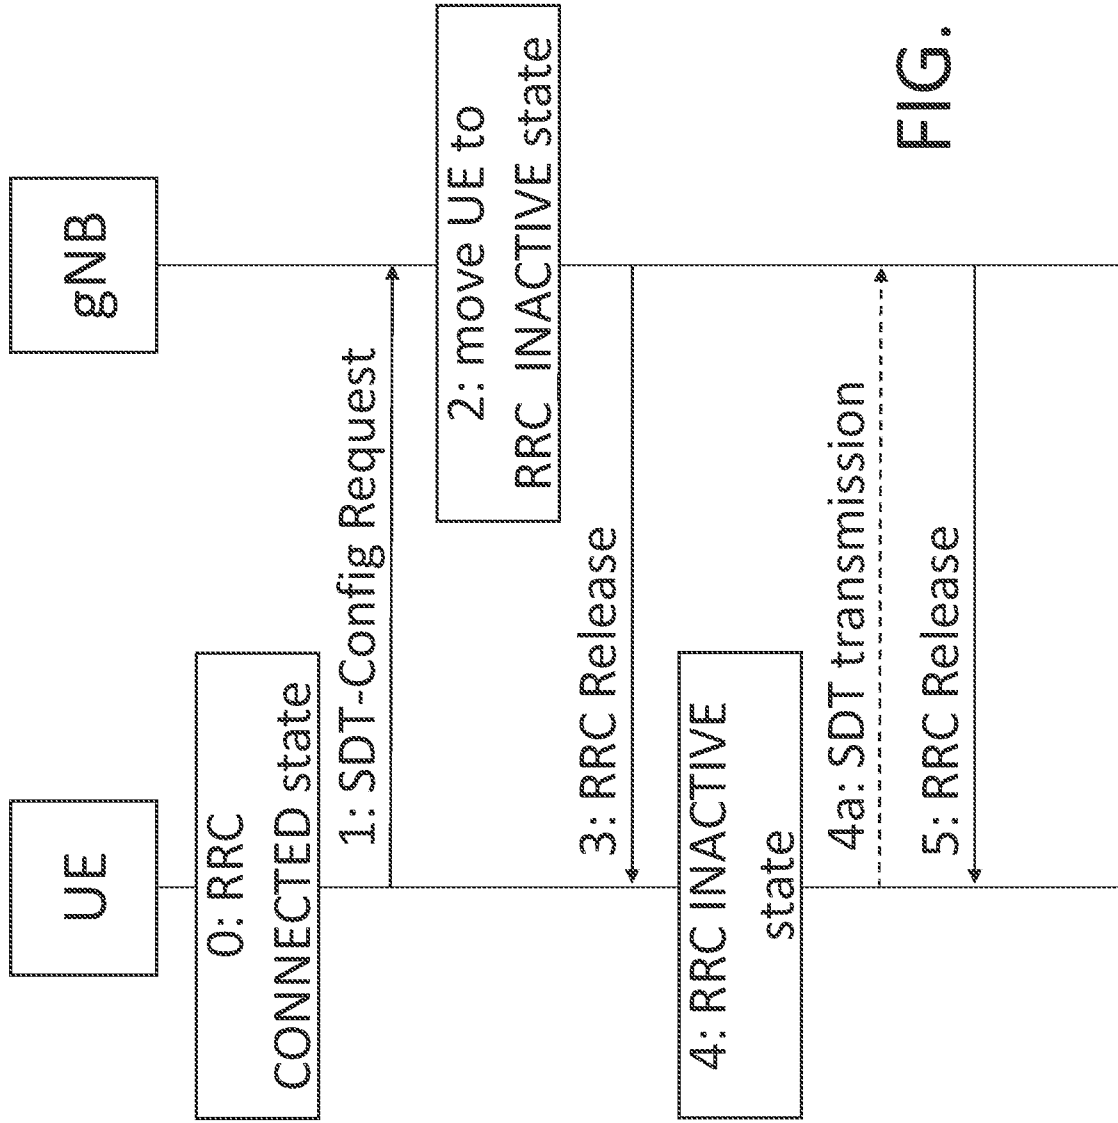 UE
gNB
0: RRC
CONNECTED state
1: SDT-Config Request
2: move UE to
RRC INACTIVE state
3: RRC Release
4: RRC INACTIVE
state
4a: SDT transmission
5: RRC Release
FIG.